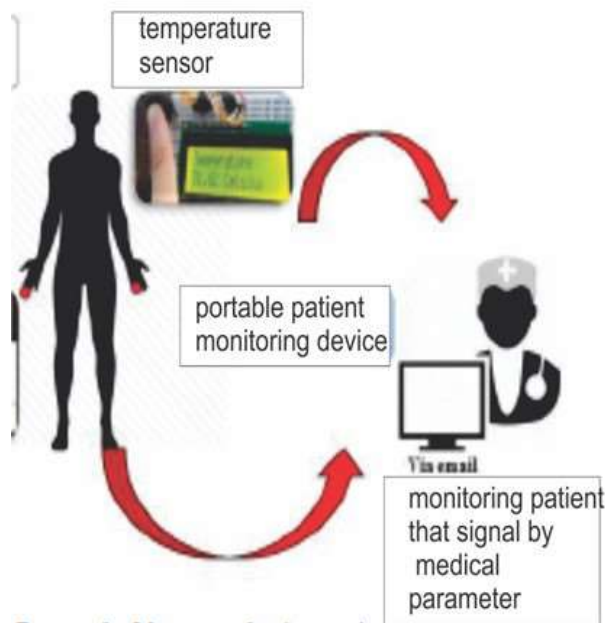 temperature
sensor
portable patient
monitoring device
Via email
monitoring patient
that signal by
medical
parameter